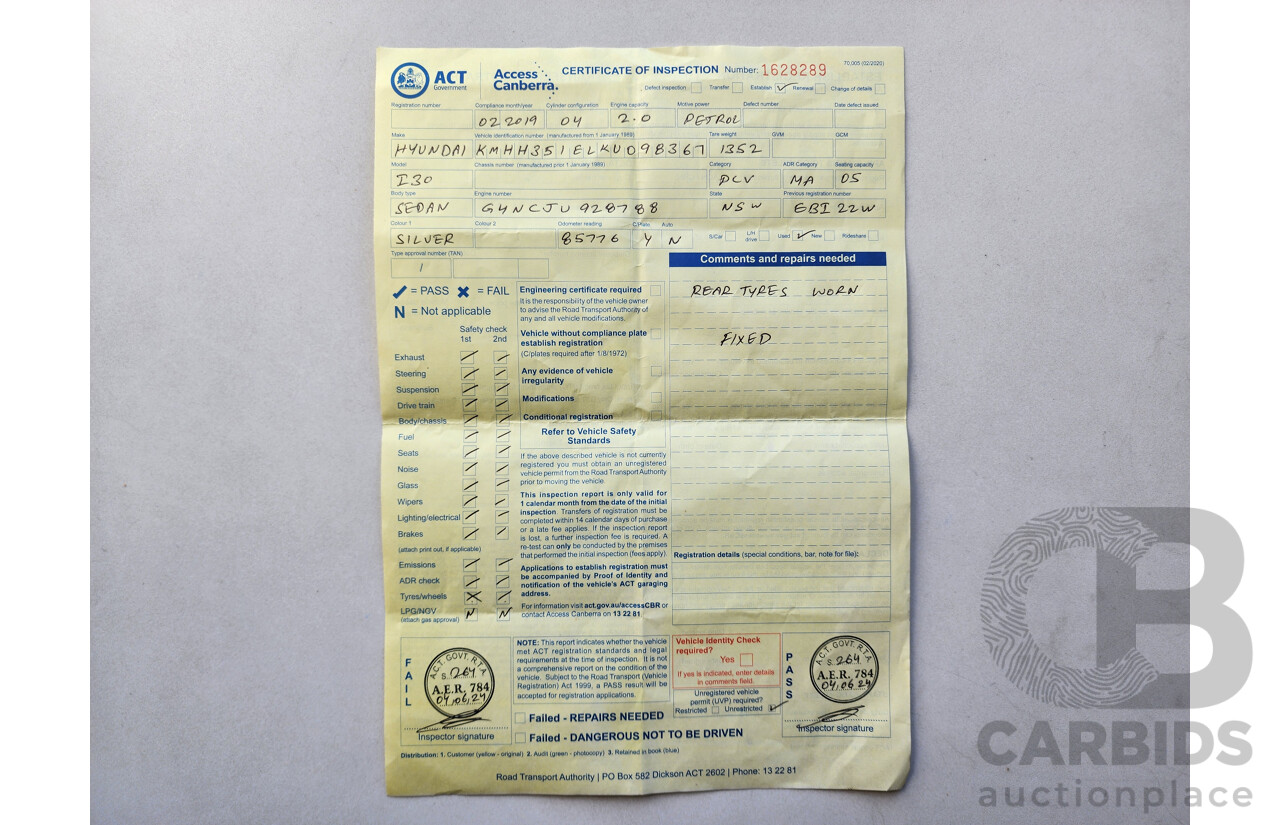 ACT
Government
Access
Canberra.
CERTIFICATE OF INSPECTION Number: 1628289
70.005 (02/2020)
Defect inspection Transfer Establish Renewal Change of details
Registration number Compliance month/year Cylinder configuration Engine capacity Motive power Defect number Date defect issued
02 2019 04 2.0 PETROL
Make Vehicle identification number (manufactured from 1 January 1989) Tare weight GVM GCM
HYUNDAI KMHH351ELKU098367 1352
Model Chassis number (manufactured prior 1 January 1989) Category ADR Category Seating capacity
I30 PCV MA 05
Body type Engine number State Previous registration number
SEDAN G4NCJU928788 NSW EBI 22W
Colour 1 Colour 2 Odometer reading C/Plate Auto
SILVER 85776 Y N
S/Car L/H drive Used New Rideshare
Type approval number (TAN)
/
Comments and repairs needed
REAR TYRES WORN
FIXED
= PASS = FAIL
N = Not applicable
Safety check
1st 2nd
Exhaust
Steering
Suspension
Drive train
Body/chassis
Fuel
Seats
Noise
Glass
Wipers
Lighting/electrical
Brakes
(attach print out, if applicable)
Emissions
ADR check
Tyres/wheels
LPG/NGV N N
(attach gas approval)
Engineering certificate required
It is the responsibility of the vehicle owner
to advise the Road Transport Authority of
any and all vehicle modifications.
Vehicle without compliance plate
establish registration
(C/plates required after 1/8/1972)
Any evidence of vehicle
irregularity
Modifications
Conditional registration
Refer to Vehicle Safety
Standards
If the above described vehicle is not currently
registered you must obtain an unregistered
vehicle permit from the Road Transport Authority
prior to moving the vehicle.
This inspection report is only valid for
1 calendar month from the date of the initial
inspection. Transfers of registration must be
completed within 14 calendar days of purchase
or a late fee applies. If the inspection report
is lost, a further inspection fee is required. A
re-test can only be conducted by the premises
that performed the initial inspection (fees apply).
Applications to establish registration must
be accompanied by Proof of Identity and
notification of the vehicle's ACT garaging
address.
For information visit act.gov.au/accessCBR or
contact Access Canberra on 13 22 81
Registration details (special conditions, bar, note for file):
FAIL
A.C.T. GOVT. R.T.A
S. 264
A.E.R. 784
04.06.24
Inspector signature
NOTE: This report indicates whether the vehicle
met ACT registration standards and legal
requirements at the time of inspection. It is not
a comprehensive report on the condition of the
vehicle. Subject to the Road Transport (Vehicle
Registration) Act 1999, a PASS result will be
accepted for registration applications.
Failed - REPAIRS NEEDED
Failed - DANGEROUS NOT TO BE DRIVEN
Vehicle Identity Check
required?
Yes
If yes is indicated, enter details
in comments field.
Unregistered vehicle
permit (UVP) required?
Restricted Unrestricted
PASS
A.C.T. GOVT. R.T.A
S. 264
A.E.R. 784
04.06.24
Inspector signature
Distribution: 1. Customer (yellow - original) 2. Audit (green - photocopy) 3. Retained in book (blue)
Road Transport Authority | PO Box 582 Dickson ACT 2602 | Phone: 13 22 81
CB
CARBIDS
auctionplace